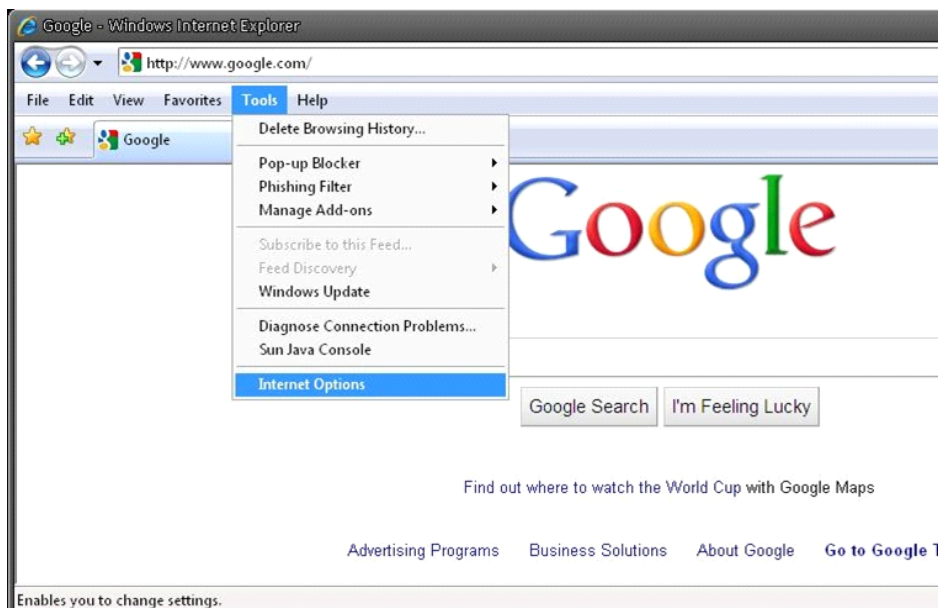 Google - Windows Internet Explorer
http://www.google.com/
File Edit View Favorites Tools Help
Google
Delete Browsing History...
Pop-up Blocker
Phishing Filter
Manage Add-ons
Subscribe to this Feed...
Feed Discovery
Windows Update
Diagnose Connection Problems...
Sun Java Console
Internet Options
Google
Google Search I'm Feeling Lucky
Find out where to watch the World Cup with Google Maps
Advertising Programs Business Solutions About Google Go to Google
Enables you to change settings.